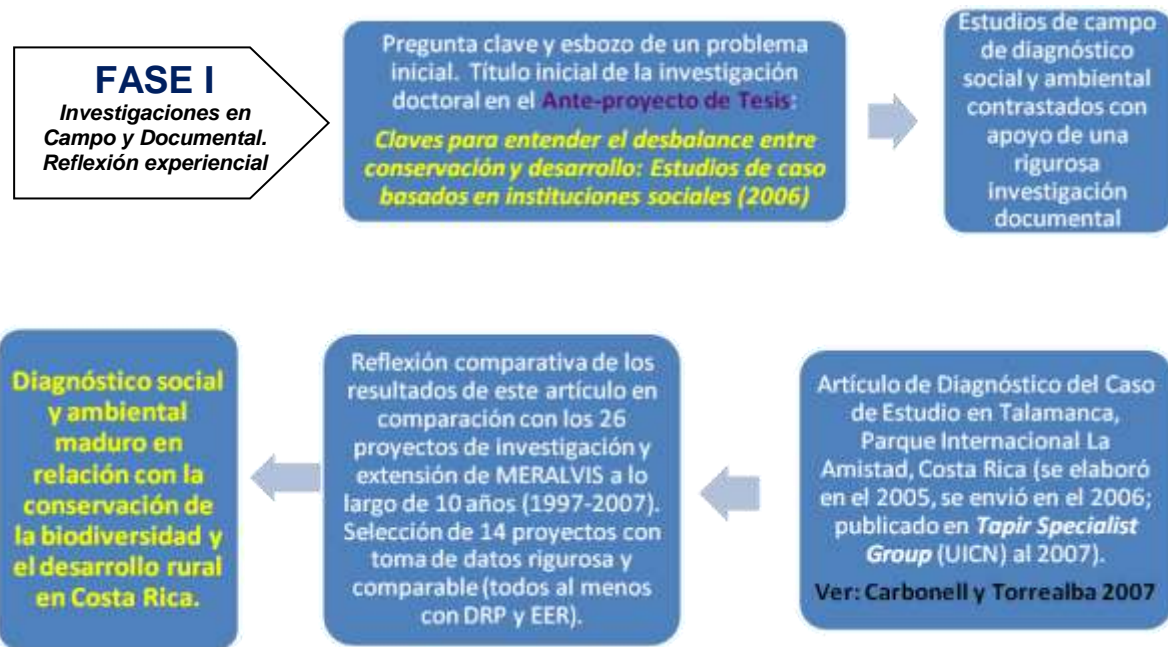 FASE I
Investigaciones en
Campo y Documental.
Reflexión experiencial
Pregunta clave y esbozo de un problema
inicial. Título inicial de la investigación
doctoral en el Ante-proyecto de Tesis:
Claves para entender el desbalance entre
conservación y desarrollo: Estudios de caso
basados en instituciones sociales (2006)
Estudios de campo
de diagnóstico
social y ambiental
contrastados con
apoyo de una
rigurosa
investigación
documental
Artículo de Diagnóstico del Caso
de Estudio en Talamanca,
Parque Internacional La
Amistad, Costa Rica (se elaboró
en el 2005, se envió en el 2006;
publicado en Tapir Specialist
Group (UICN) al 2007).
Ver: Carbonell y Torrealba 2007
Reflexión comparativa de los
resultados de este artículo en
comparación con los 26
proyectos de investigación y
extensión de MERALVIS a lo
largo de 10 años (1997-2007).
Selección de 14 proyectos con
toma de datos rigurosa y
comparable (todos al menos
con DRP y EER).
Diagnóstico social
y ambiental
maduro en
relación con la
conservación de
la biodiversidad y
el desarrollo rural
en Costa Rica.